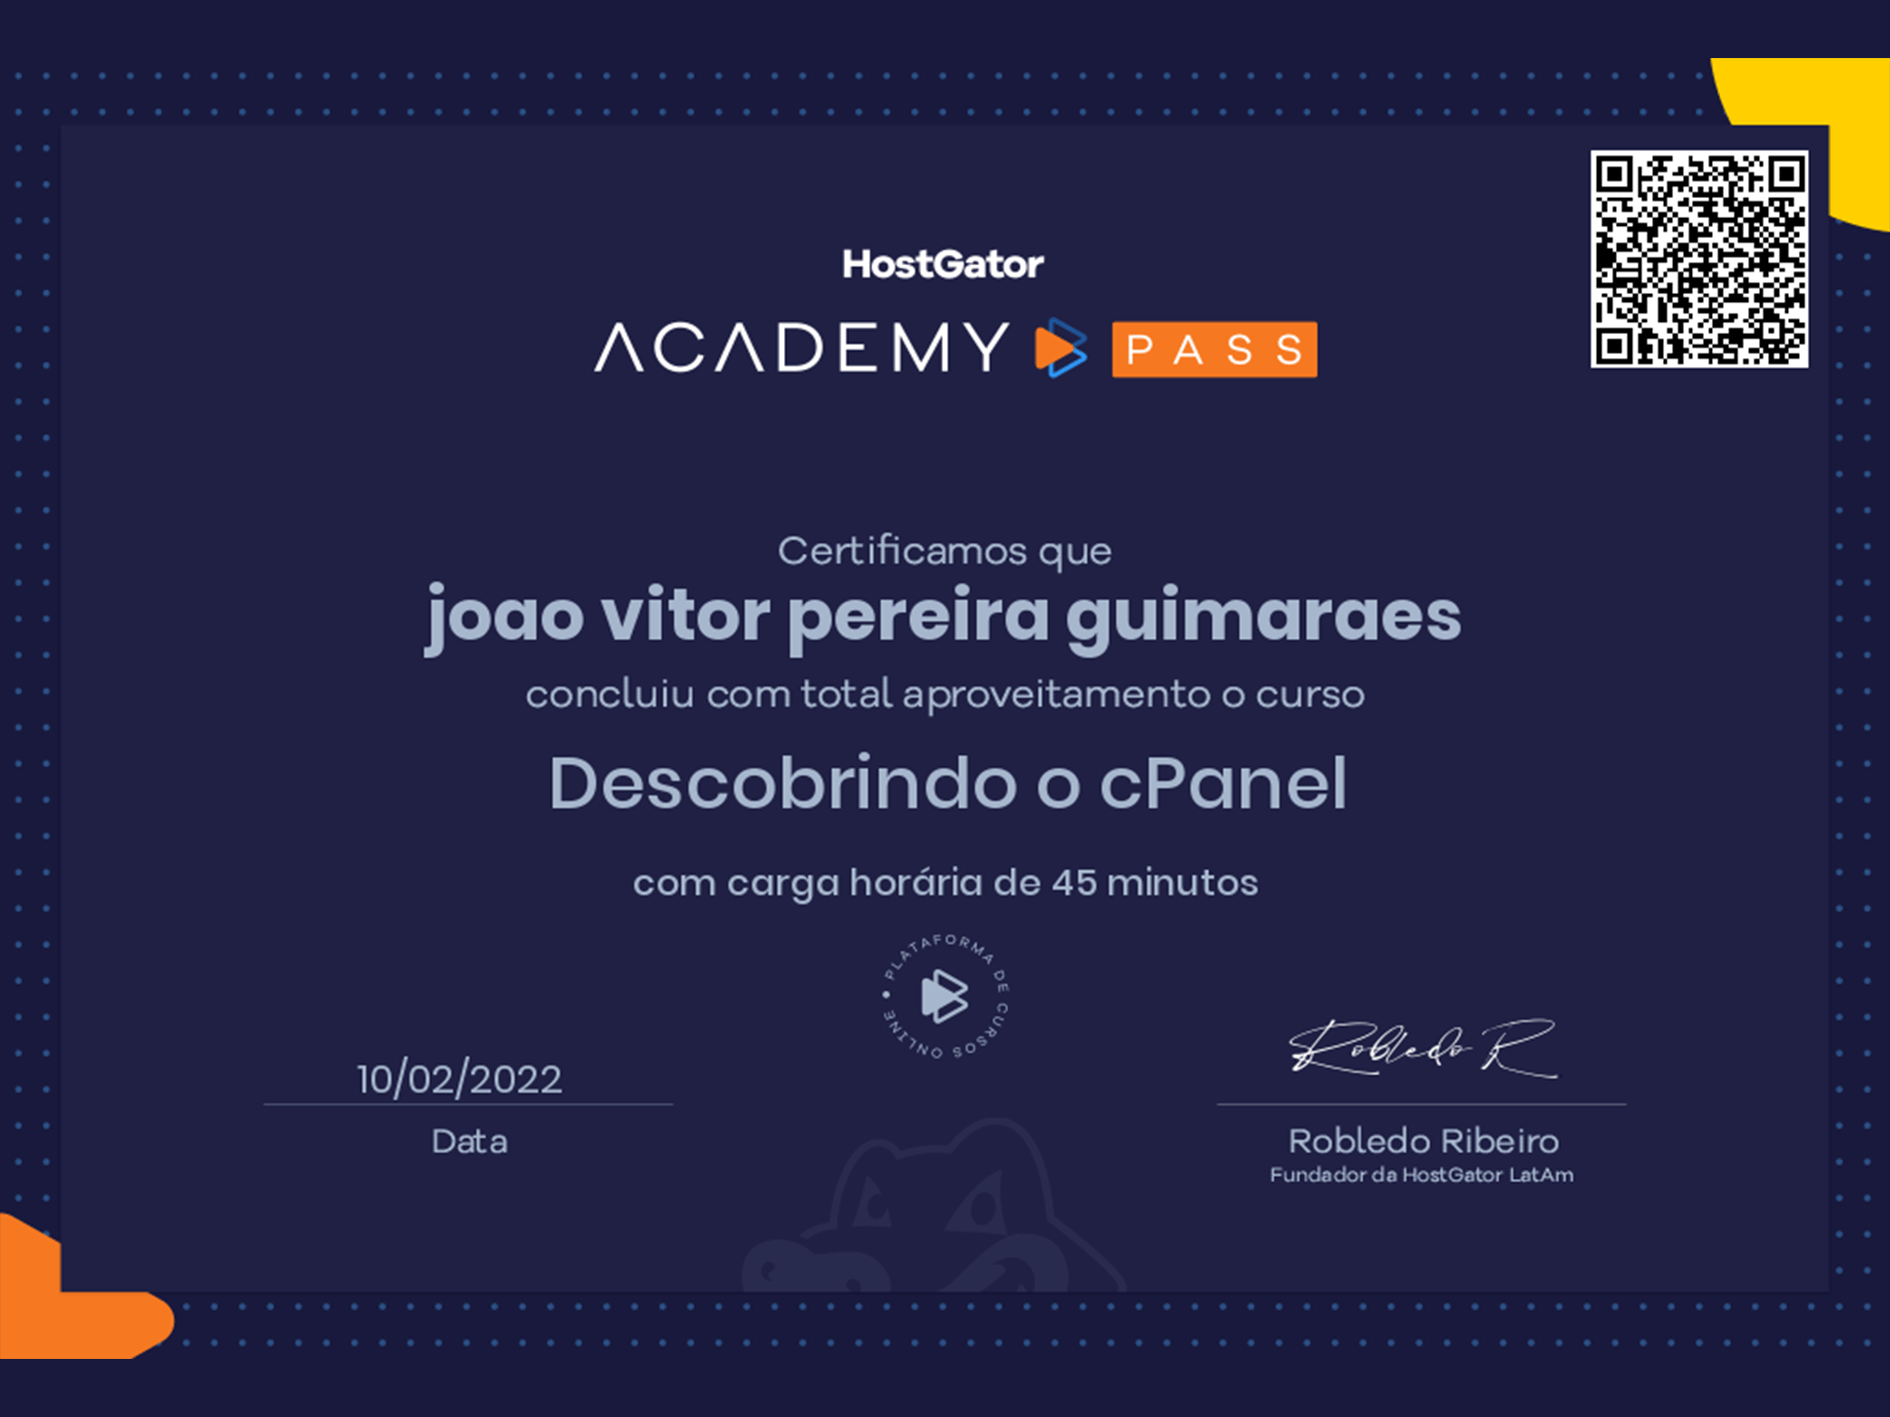 HostGator
ACADEMY PASS
Certificamos que
joao vitor pereira guimaraes
concluiu com total aproveitamento o curso
Descobrindo o cPanel
com carga horária de 45 minutos
• PLATAFORMA DE CURSOS ONLINE
Robledo R
10/02/2022
Data
Robledo Ribeiro
Fundador da HostGator LatAm